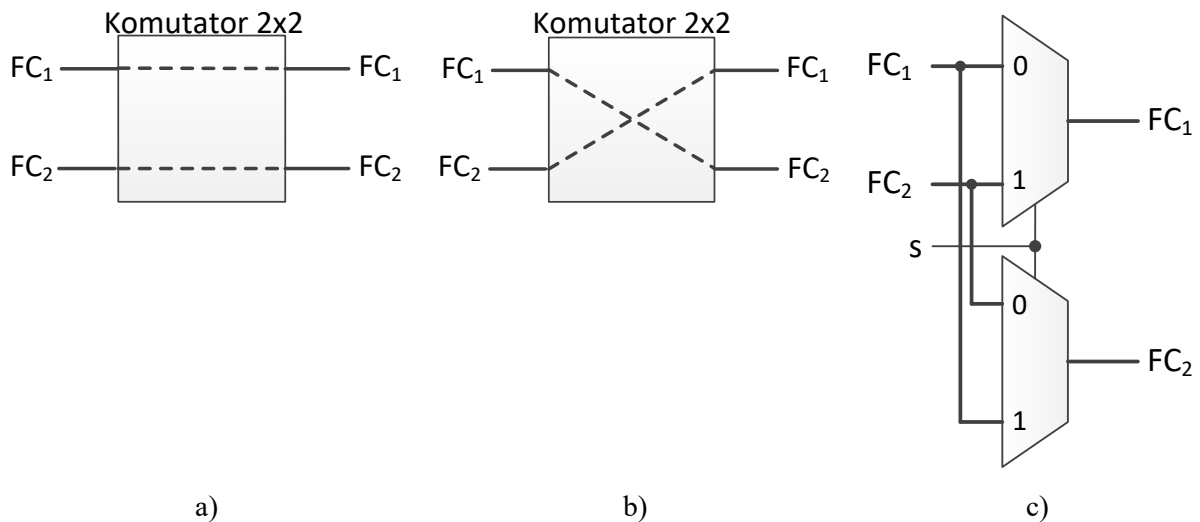 Komutator 2x2
FC₁ FC₁
FC₂ FC₂
Komutator 2x2
FC₁ FC₁
FC₂ FC₂
FC₁ 0
FC₁
FC₂ 1
s
0
FC₂
1
a) b) c)